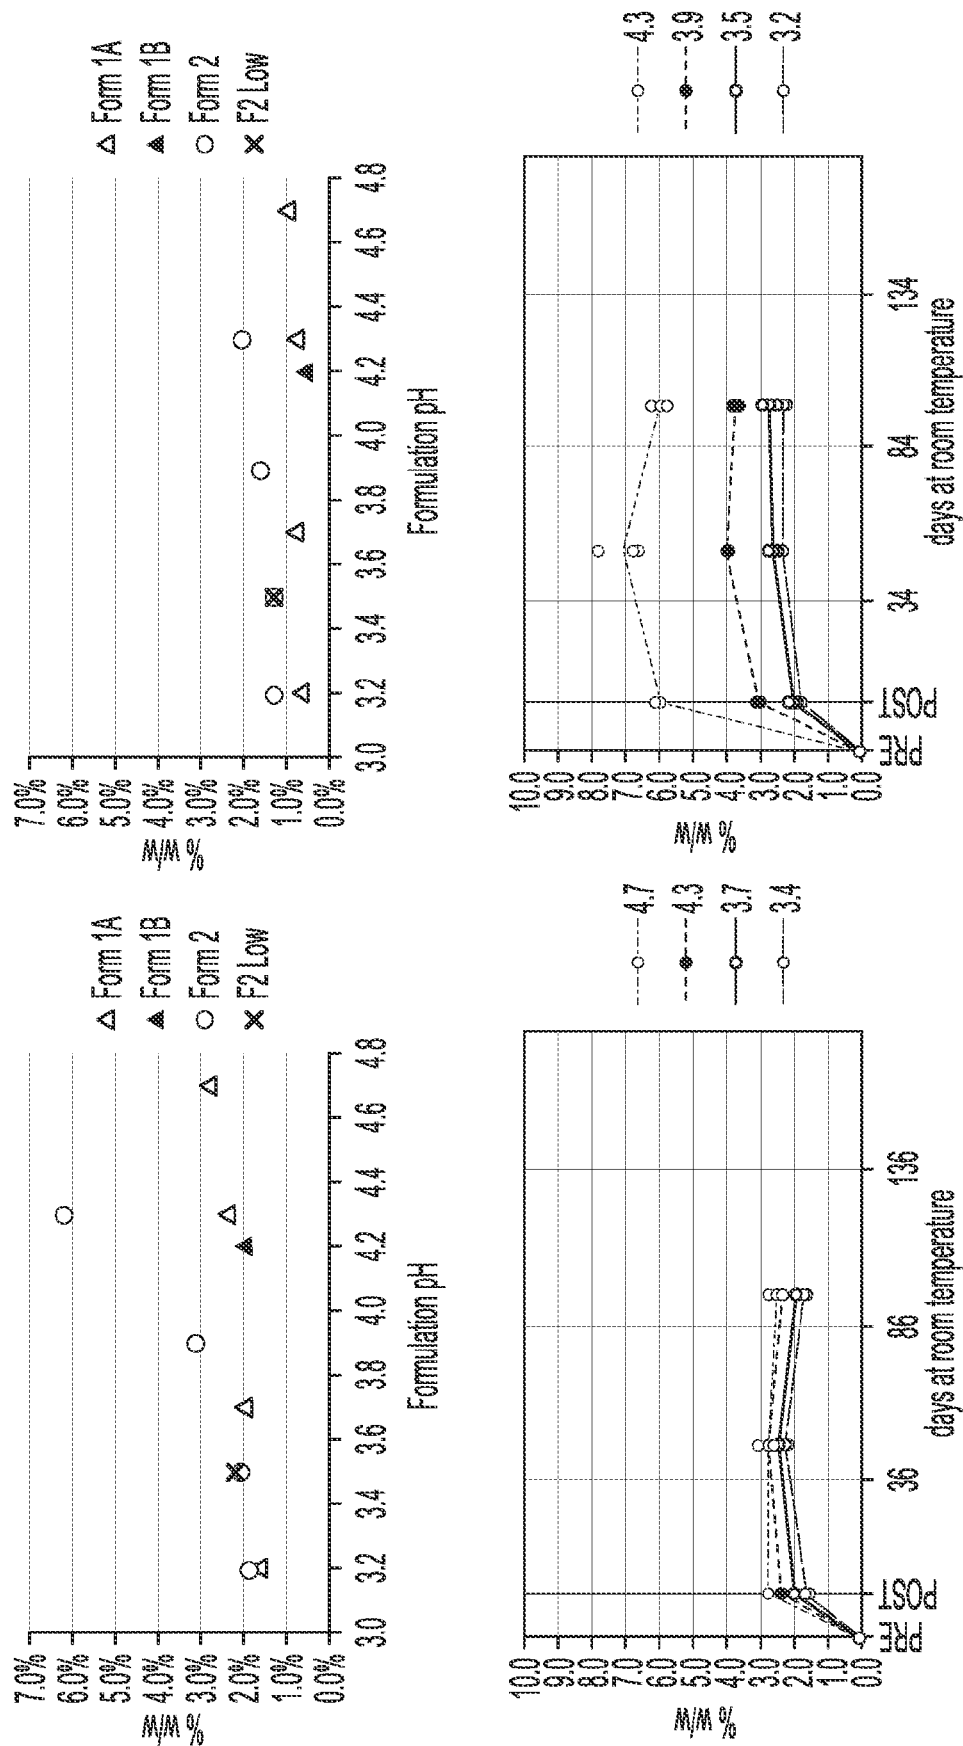 7.0%
6.0%
5.0%
4.0%
3.0%
2.0%
1.0%
0.0%
% w/w
3.0 3.2 3.4 3.6 3.8 4.0 4.2 4.4 4.6 4.8
Formulation pH
Form 1A
Form 1B
Form 2
F2 Low
7.0%
6.0%
5.0%
4.0%
3.0%
2.0%
1.0%
0.0%
% w/w
3.0 3.2 3.4 3.6 3.8 4.0 4.2 4.4 4.6 4.8
Formulation pH
Form 1A
Form 1B
Form 2
F2 Low
10.0
9.0
8.0
7.0
6.0
5.0
4.0
3.0
2.0
1.0
0.0
% w/w
PRE POST 36 86 136
days at room temperature
4.7
4.3
3.7
3.4
10.0
9.0
8.0
7.0
6.0
5.0
4.0
3.0
2.0
1.0
0.0
% w/w
PRE POST 34 84 134
days at room temperature
4.3
3.9
3.5
3.2